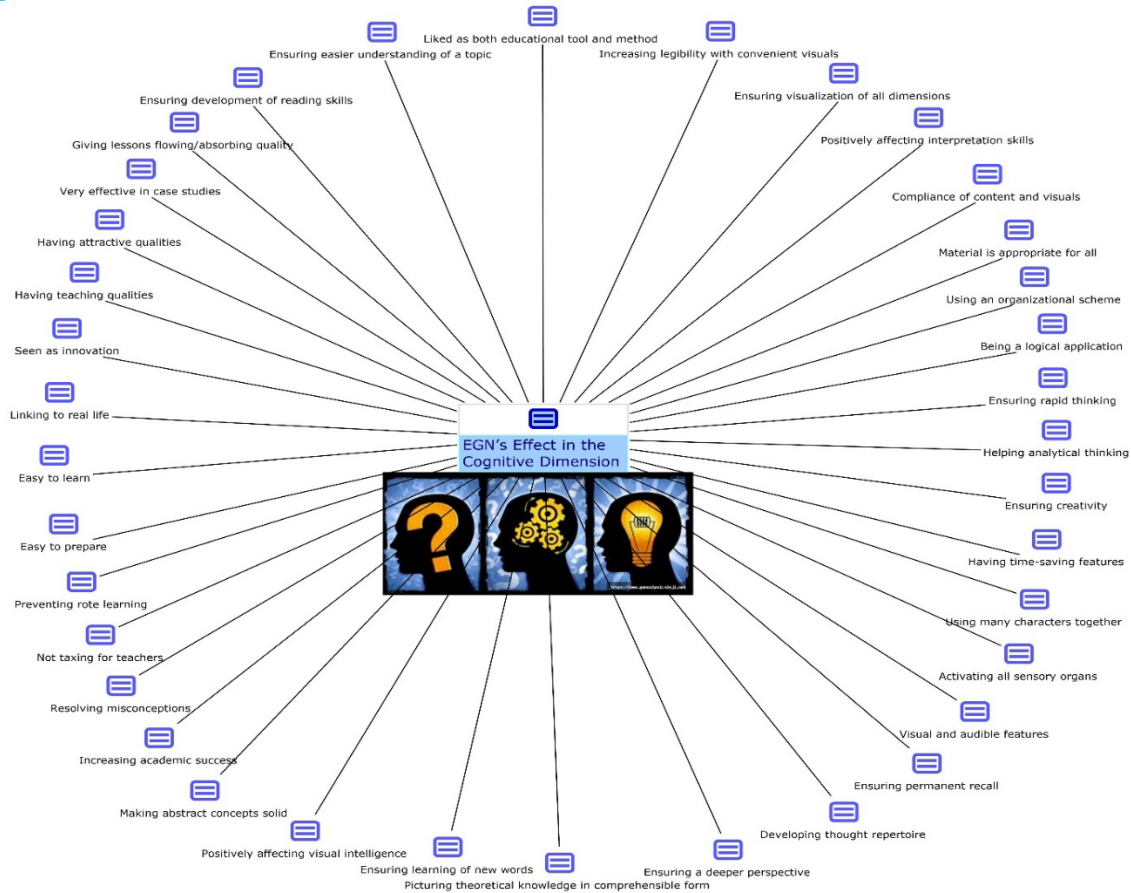 Liked as both educational tool and method
Ensuring easier understanding of a topic
Increasing legibility with convenient visuals
Ensuring development of reading skills
Ensuring visualization of all dimensions
Giving lessons flowing/absorbing quality
Positively affecting interpretation skills
Very effective in case studies
Compliance of content and visuals
Having attractive qualities
Material is appropriate for all
Having teaching qualities
Using an organizational scheme
Seen as innovation
Being a logical application
Linking to real life
Ensuring rapid thinking
EGN's Effect in the
Cognitive Dimension
Helping analytical thinking
Easy to learn
Ensuring creativity
Easy to prepare
Having time-saving features
Preventing rote learning
Using many characters together
Not taxing for teachers
Activating all sensory organs
Resolving misconceptions
Visual and audible features
Increasing academic success
Ensuring permanent recall
Making abstract concepts solid
Developing thought repertoire
Positively affecting visual intelligence
Ensuring learning of new words
Ensuring a deeper perspective
Picturing theoretical knowledge in comprehensible form